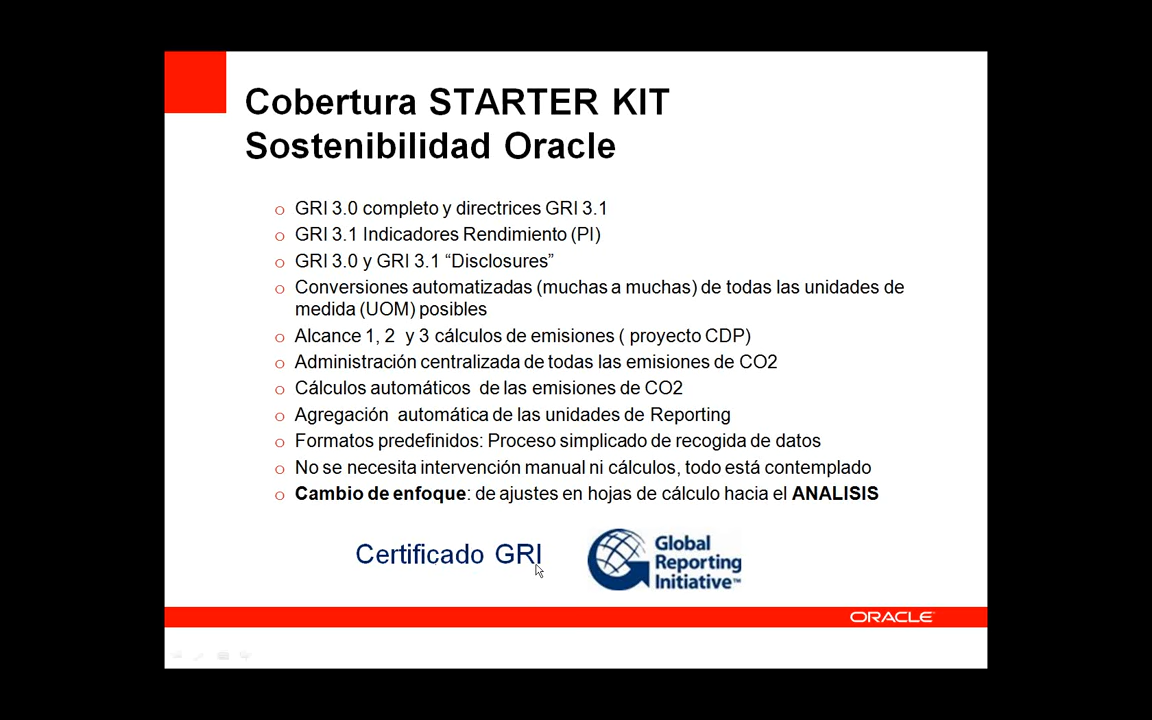 Cobertura STARTER KIT
Sostenibilidad Oracle
GRI 3.0 completo y directrices GRI 3.1
GRI 3.1 Indicadores Rendimiento (PI)
GRI 3.0 y GRI 3.1 “Disclosures”
Conversiones automatizadas (muchas a muchas) de todas las unidades de
medida (UOM) posibles
Alcance 1, 2 y 3 cálculos de emisiones ( proyecto CDP)
Administración centralizada de todas las emisiones de CO2
Cálculos automáticos de las emisiones de CO2
Agregación automática de las unidades de Reporting
Formatos predefinidos: Proceso simplicado de recogida de datos
No se necesita intervención manual ni cálculos, todo está contemplado
Cambio de enfoque: de ajustes en hojas de cálculo hacia el ANALISIS
Certificado GRI
Global
Reporting
Initiative™
ORACLE